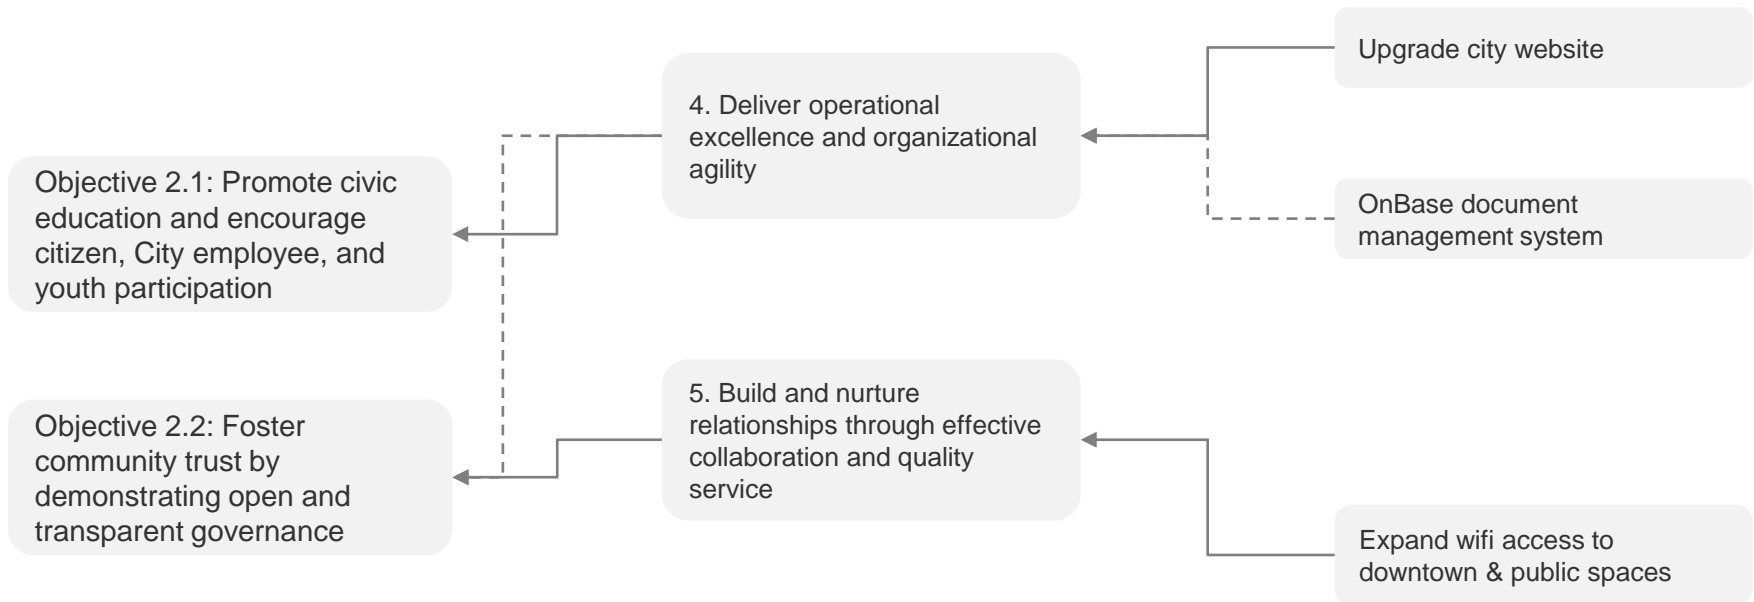 Objective 2.1: Promote civic
education and encourage
citizen, City employee, and
youth participation
Objective 2.2: Foster
community trust by
demonstrating open and
transparent governance
4. Deliver operational
excellence and organizational
agility
5. Build and nurture
relationships through effective
collaboration and quality
service
Upgrade city website
OnBase document
management system
Expand wifi access to
downtown & public spaces